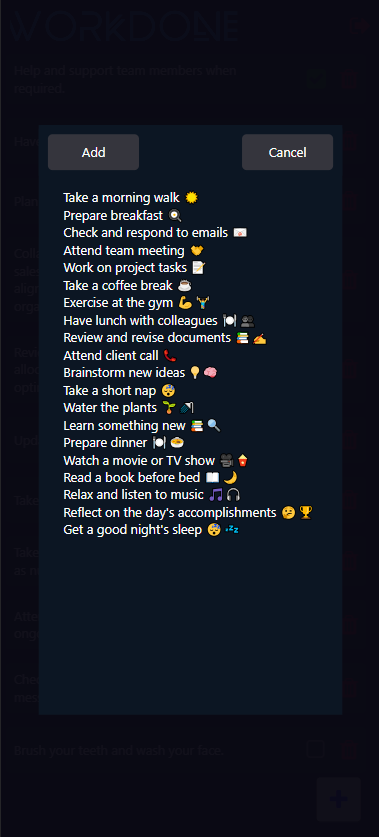 WORKDONE
Help and support team members when
required.
Add
Cancel
Take a morning walk ☀️
Prepare breakfast 🍳
Check and respond to emails 📧
Attend team meeting 🤝
Work on project tasks 📝
Take a coffee break ☕
Exercise at the gym 💪 🏋️
Have lunch with colleagues 🍽️ 👥
Review and revise documents 📚 ✍️
Attend client call 📞
Brainstorm new ideas 💡 🧠
Take a short nap 😴
Water the plants 🌱 🚿
Learn something new 📚 🔍
Prepare dinner 🍽️ 🍲
Watch a movie or TV show 🎥 🍿
Read a book before bed 📖 🌙
Relax and listen to music 🎵 🎧
Reflect on the day's accomplishments 🤔 🏆
Get a good night's sleep 😴 💤
Brush your teeth and wash your face.